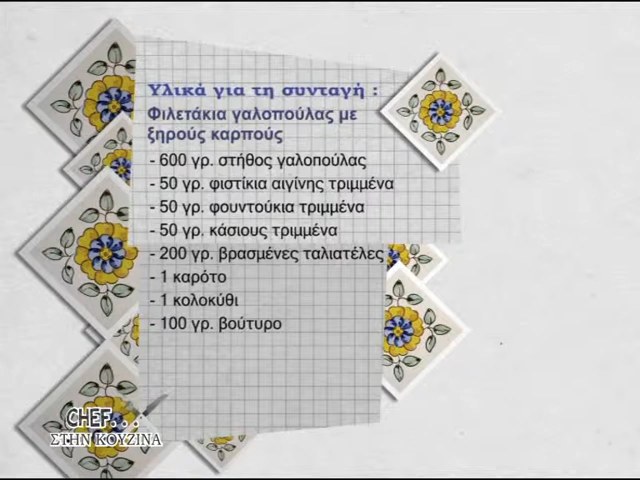 Υλικά για τη συνταγή :
Φιλετάκια γαλοπούλας με
ξηρούς καρπούς
- 600 γρ. στήθος γαλοπούλας
- 50 γρ. φιστίκια αιγίνης τριμμένα
- 50 γρ. φουντούκια τριμμένα
- 50 γρ. κάσιους τριμμένα
- 200 γρ. βρασμένες ταλιατέλες
- 1 καρότο
- 1 κολοκύθι
- 100 γρ. βούτυρο
CHEF...
ΣΤΗΝ ΚΟΥΖΙΝΑ